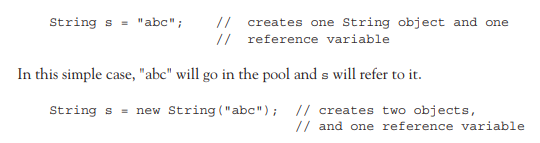 String s = "abc";    //  creates one String object and one
                     //  reference variable
In this simple case, "abc" will go in the pool and s will refer to it.
String s = new String("abc");  // creates two objects,
                               // and one reference variable